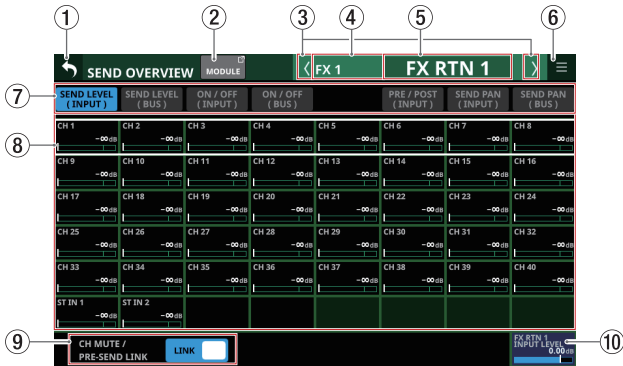 ① ② ③ ④ ⑤ ⑥
SEND OVERVIEW MODULE FX 1 FX RTN 1
⑦
SEND LEVEL SEND LEVEL ON / OFF ON / OFF PRE / POST SEND PAN SEND PAN
( INPUT ) ( BUS ) ( INPUT ) ( BUS ) ( INPUT ) ( INPUT ) ( BUS )
⑧
CH 1 CH 2 CH 3 CH 4 CH 5 CH 6 CH 7 CH 8
-∞dB -∞dB -∞dB -∞dB -∞dB -∞dB -∞dB -∞dB
CH 9 CH 10 CH 11 CH 12 CH 13 CH 14 CH 15 CH 16
-∞dB -∞dB -∞dB -∞dB -∞dB -∞dB -∞dB -∞dB
CH 17 CH 18 CH 19 CH 20 CH 21 CH 22 CH 23 CH 24
-∞dB -∞dB -∞dB -∞dB -∞dB -∞dB -∞dB -∞dB
CH 25 CH 26 CH 27 CH 28 CH 29 CH 30 CH 31 CH 32
-∞dB -∞dB -∞dB -∞dB -∞dB -∞dB -∞dB -∞dB
CH 33 CH 34 CH 35 CH 36 CH 37 CH 38 CH 39 CH 40
-∞dB -∞dB -∞dB -∞dB -∞dB -∞dB -∞dB -∞dB
ST IN 1 ST IN 2
-∞dB -∞dB
⑨
CH MUTE /
PRE-SEND LINK
LINK
FX RTN 1
INPUT LEVEL
0.00dB
⑩